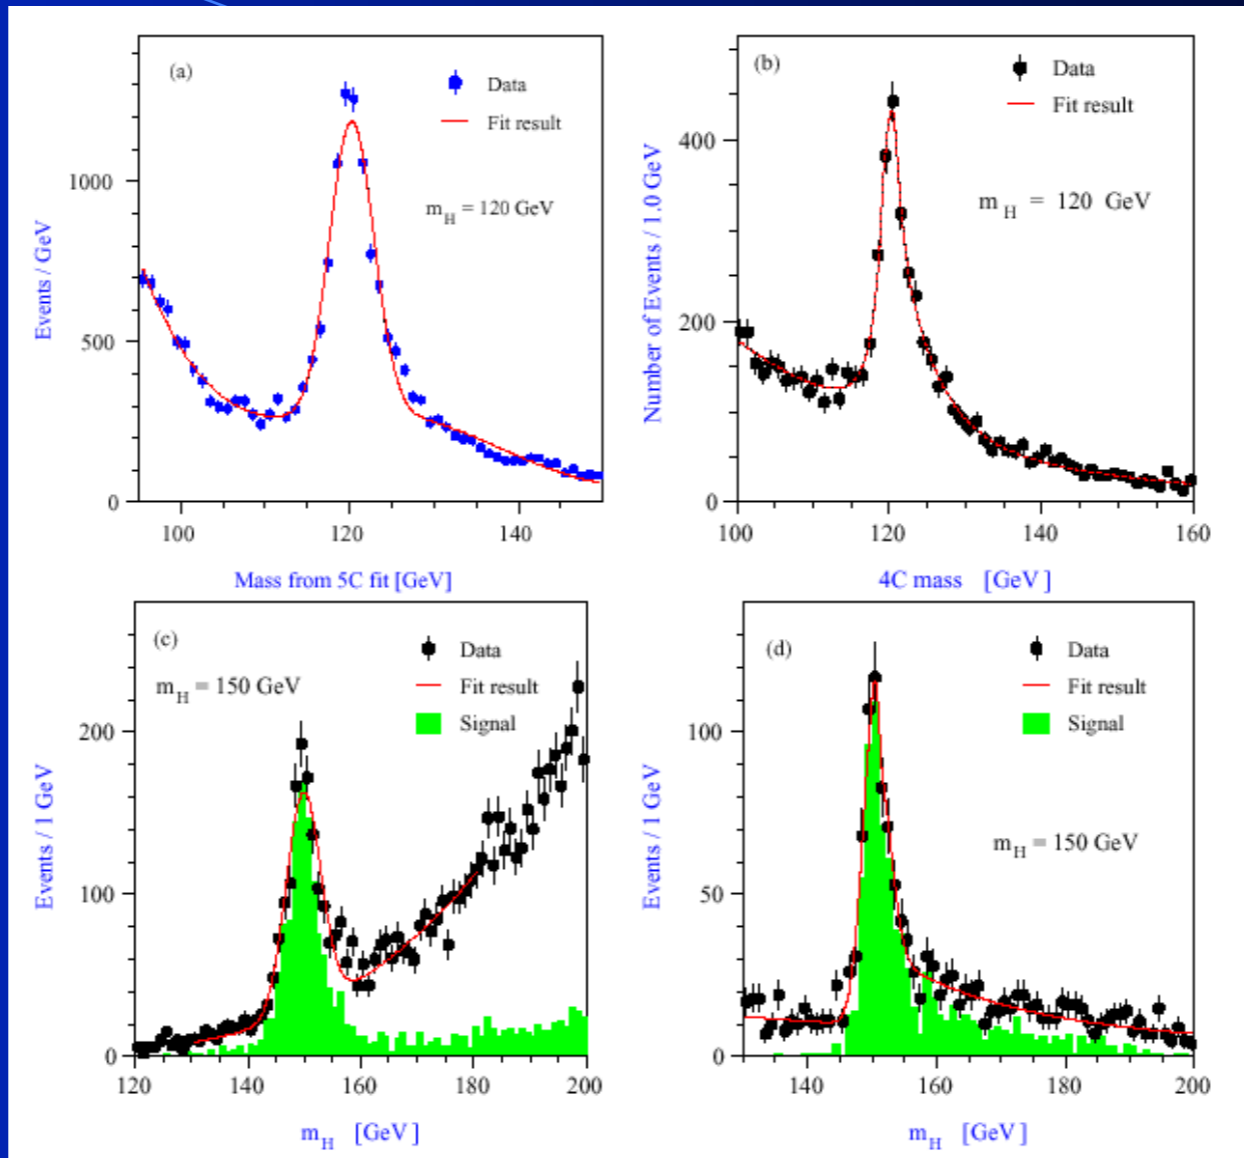 (a)
Data
Fit result
m_H = 120 GeV
1000
500
0
100
120
140
Events / GeV
Mass from 5C fit [GeV]
(b)
Data
Fit result
m_H = 120 GeV
400
200
0
100
120
140
160
Number of Events / 1.0 GeV
4C mass [GeV]
(c)
Data
m_H = 150 GeV
Fit result
Signal
200
100
0
120
140
160
180
200
Events / 1 GeV
m_H [GeV]
(d)
Data
Fit result
Signal
m_H = 150 GeV
100
50
0
140
160
180
200
Events / 1 GeV
m_H [GeV]